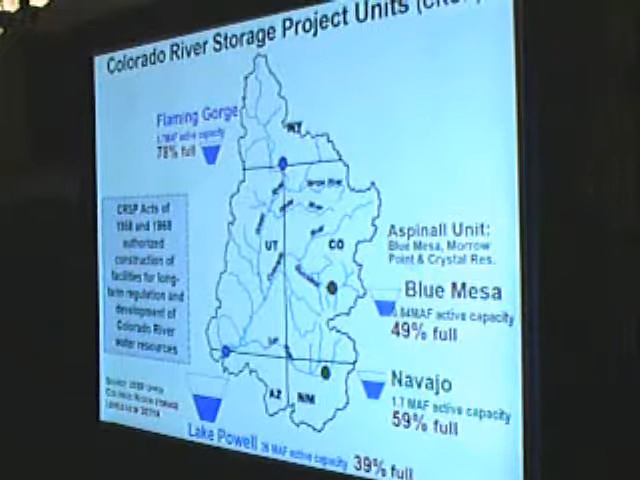 Colorado River Storage Project Units
Flaming Gorge
active capacity
78% full
WY
CRSP Acts of
1956 and 1968
authorized
construction of
facilities for long-
term regulation and
development of
Colorado River
water resources
UT
CO
Aspinall Unit:
Blue Mesa, Morrow
Point & Crystal Res.
Blue Mesa
active capacity
49% full
Navajo
1.7 MAF active capacity
59% full
AZ
N/M
Lake Powell 26 MAF active capacity 39% full